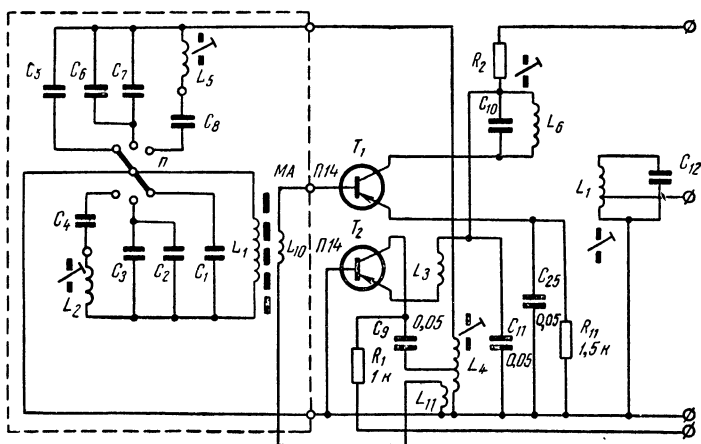 C5 C6 C7 L5 C8
п
C4 L2 C3 C2 C1 L1
МА
L10
П14
T1
П14
T2
R2
C10 L6
L1 C12
L3
C9 0,05
R1 1 к
L11
L4
C11 0,05
C25 0,05
R11 1,5 к